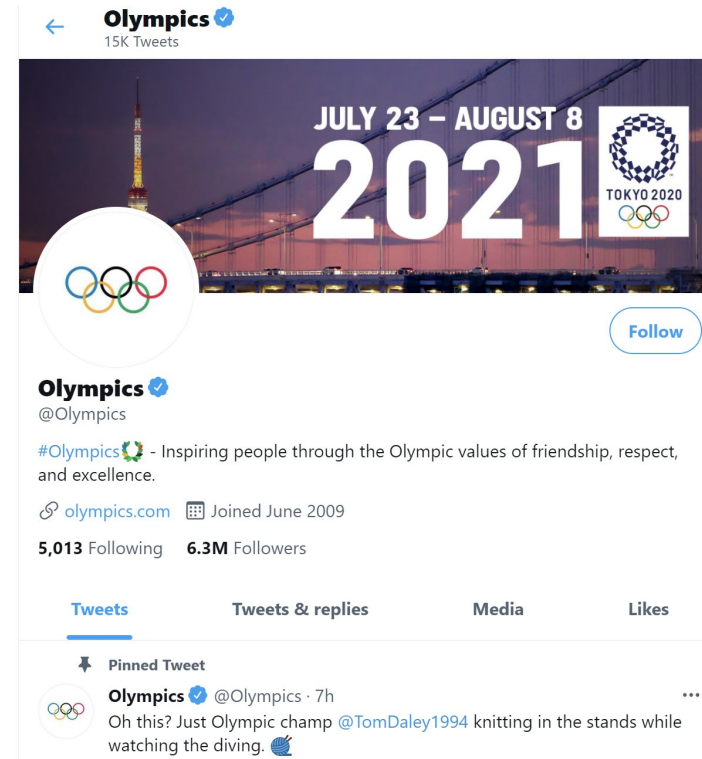 Olympics
15K Tweets
JULY 23 – AUGUST 8
2021
TOKYO 2020
Follow
Olympics
@Olympics
#Olympics - Inspiring people through the Olympic values of friendship, respect,
and excellence.
olympics.com Joined June 2009
5,013 Following 6.3M Followers
Tweets Tweets & replies Media Likes
Pinned Tweet
Olympics @Olympics · 7h
Oh this? Just Olympic champ @TomDaley1994 knitting in the stands while
watching the diving. 🧶